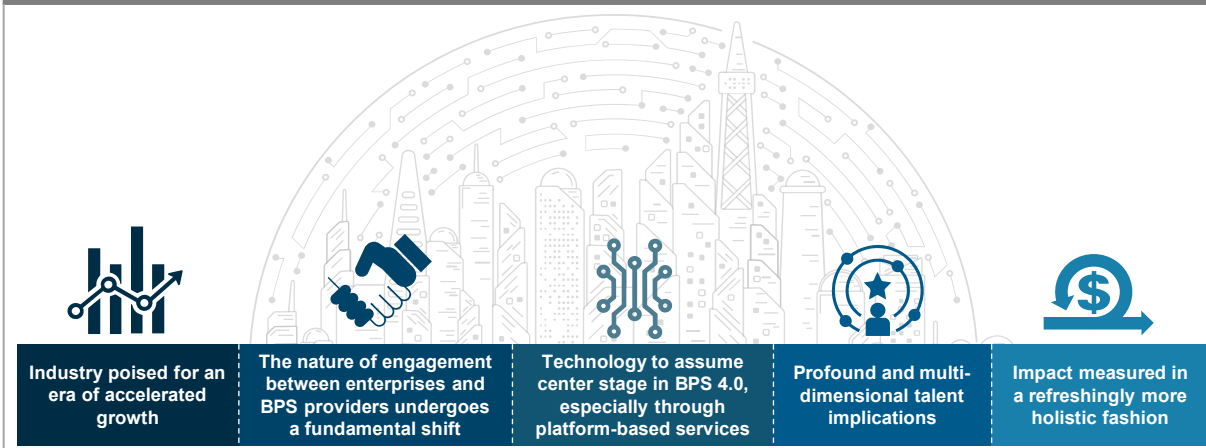 Industry poised for an
era of accelerated
growth
The nature of engagement
between enterprises and
BPS providers undergoes
a fundamental shift
Technology to assume
center stage in BPS 4.0,
especially through
platform-based services
Profound and multi-
dimensional talent
implications
$
Impact measured in
a refreshingly more
holistic fashion